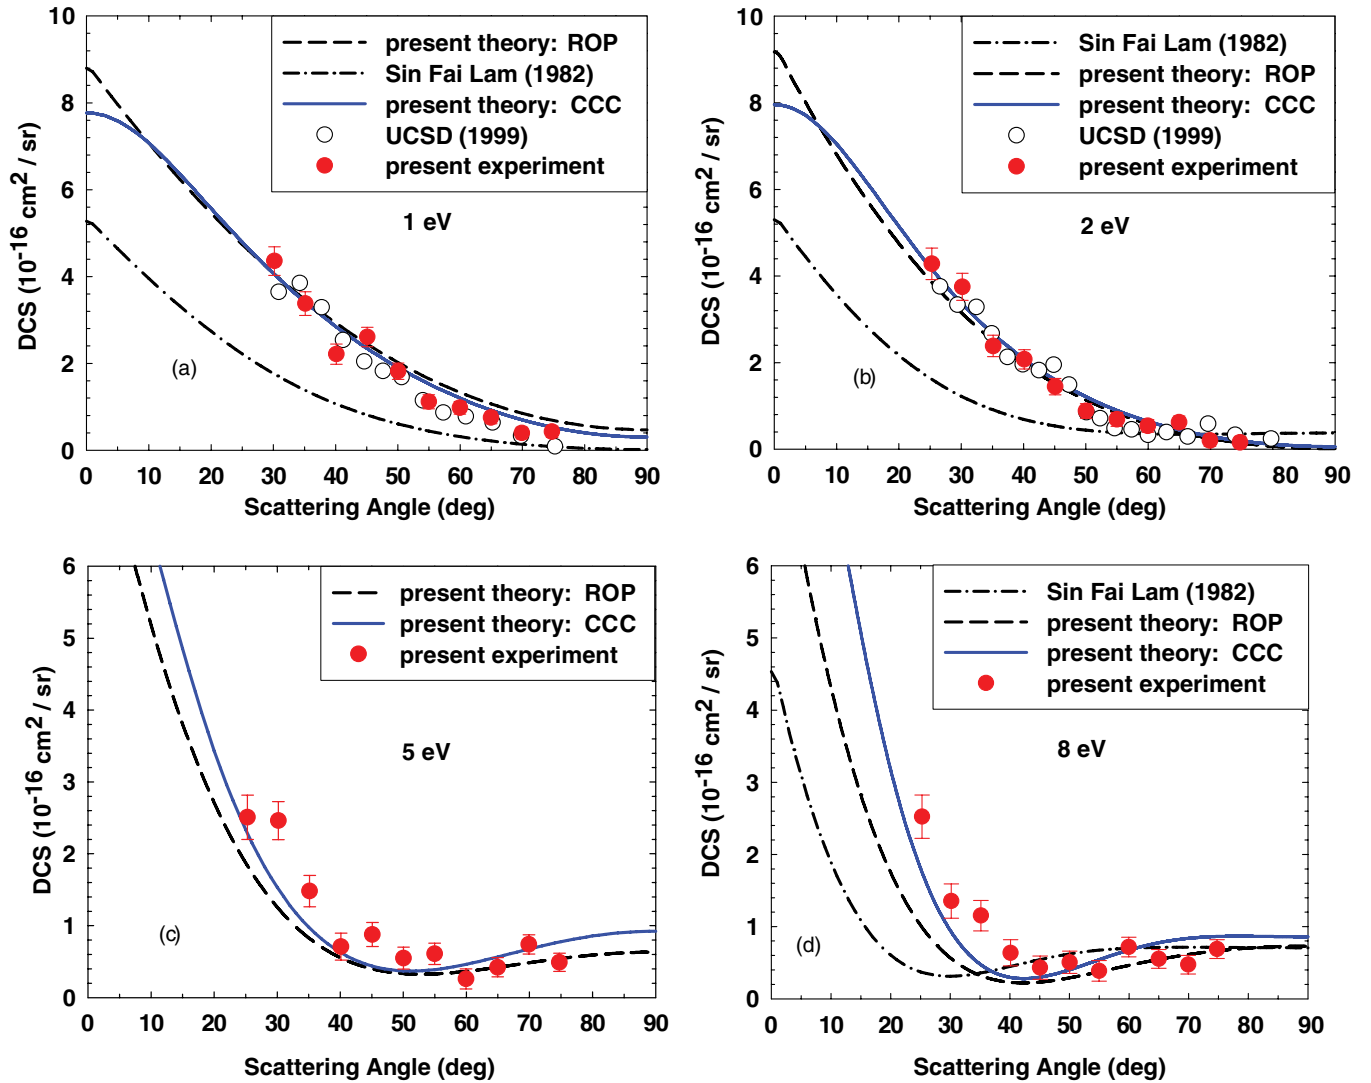 10
8
6
4
2
0
DCS (10-16 cm2 / sr)
present theory: ROP
Sin Fai Lam (1982)
present theory: CCC
UCSD (1999)
present experiment
1 eV
(a)
0 10 20 30 40 50 60 70 80 90
Scattering Angle (deg)
10
8
6
4
2
0
DCS (10-16 cm2 / sr)
Sin Fai Lam (1982)
present theory: ROP
present theory: CCC
UCSD (1999)
present experiment
2 eV
(b)
0 10 20 30 40 50 60 70 80 90
Scattering Angle (deg)
6
5
4
3
2
1
0
DCS (10-16 cm2 / sr)
present theory: ROP
present theory: CCC
present experiment
5 eV
(c)
0 10 20 30 40 50 60 70 80 90
Scattering Angle (deg)
6
5
4
3
2
1
0
DCS (10-16 cm2 / sr)
Sin Fai Lam (1982)
present theory: ROP
present theory: CCC
present experiment
8 eV
(d)
0 10 20 30 40 50 60 70 80 90
Scattering Angle (deg)